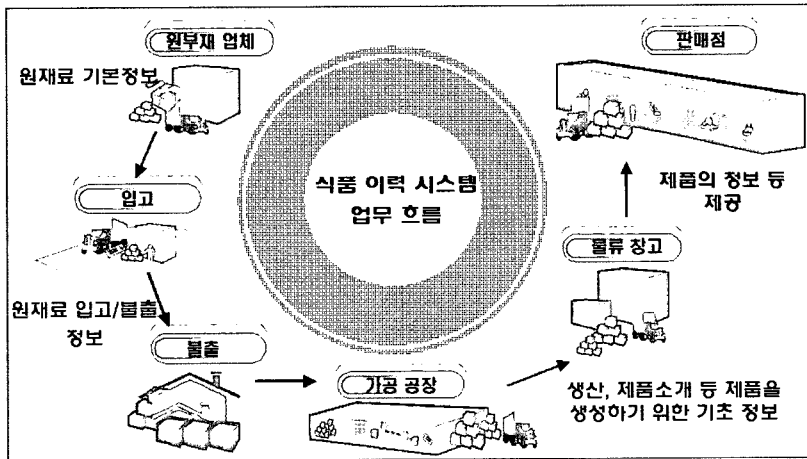 원부재 업체
원재료 기본정보
입고
원재료 입고/불출
정보
불출
가공 공장
생산, 제품소개 등 제품을
생성하기 위한 기초 정보
물류 창고
제품의 정보 등
제공
판매점
식품 이력 시스템
업무 흐름